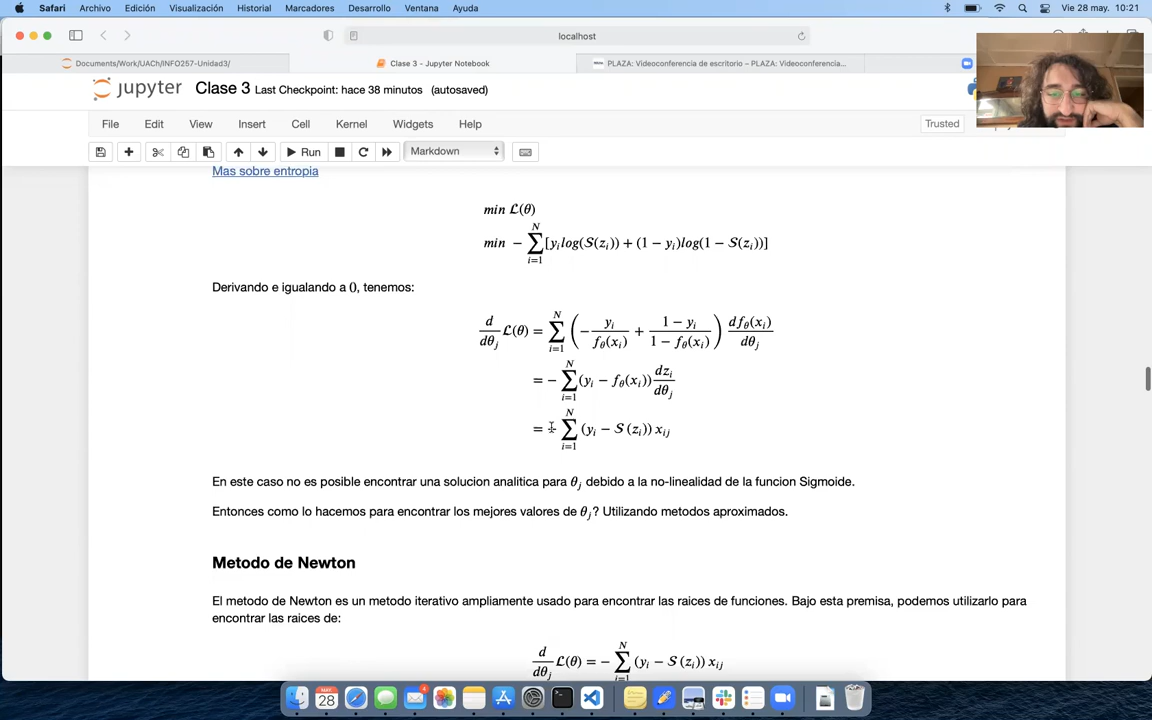 Safari Archivo Edición Visualización Historial Marcadores Desarrollo Ventana Ayuda Vie 28 may. 10:21
localhost
Documents/Work/UACh/INFO257-Unidad3/ Clase 3 - Jupyter Notebook PLAZA: Videoconferencia de escritorio – PLAZA: Videoconferencia...
jupyter Clase 3 Last Checkpoint: hace 38 minutos (autosaved)
File Edit View Insert Cell Kernel Widgets Help Trusted
Run Markdown
Mas sobre entropia
min ℒ(θ)
min − ∑_{i=1}^{N} [y_i log(𝒮(z_i)) + (1 − y_i)log(1 − 𝒮(z_i))]
Derivando e igualando a (), tenemos:
d/dθ_j ℒ(θ) = ∑_{i=1}^{N} (− y_i/f_θ(x_i) + (1 − y_i)/(1 − f_θ(x_i))) df_θ(x_i)/dθ_j
= − ∑_{i=1}^{N} (y_i − f_θ(x_i)) dz_i/dθ_j
= − ∑_{i=1}^{N} (y_i − 𝒮(z_i)) x_{ij}
En este caso no es posible encontrar una solucion analitica para θ_j debido a la no-linealidad de la funcion Sigmoide.
Entonces como lo hacemos para encontrar los mejores valores de θ_j? Utilizando metodos aproximados.
Metodo de Newton
El metodo de Newton es un metodo iterativo ampliamente usado para encontrar las raices de funciones. Bajo esta premisa, podemos utilizarlo para
encontrar las raices de:
d/dθ_j ℒ(θ) = − ∑_{i=1}^{N} (y_i − 𝒮(z_i)) x_{ij}
MAY.
28
4